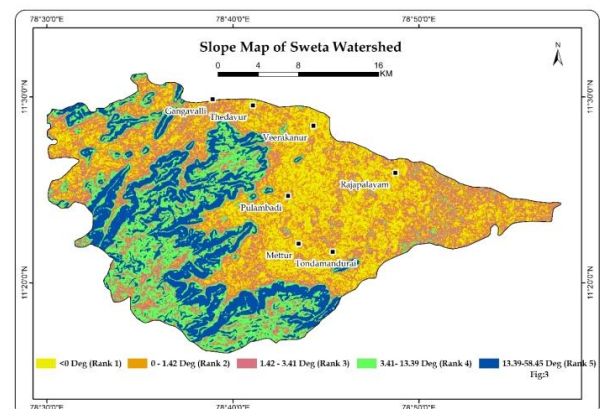 78°30'0"E 78°40'0"E 78°50'0"E
Slope Map of Sweta Watershed
N
0 4 8 16
KM
11°30'0"N
11°30'0"N
Gangavalli
Thedavur
Veerakanur
Rajapalayam
Pulambadi
Mettur
Tondamandurai
11°20'0"N
11°20'0"N
<0 Deg (Rank 1) 0 - 1.42 Deg (Rank 2) 1.42 - 3.41 Deg (Rank 3) 3.41- 13.39 Deg (Rank 4) 13.39-58.45 Deg (Rank 5)
Fig:3
78°30'0"E 78°40'0"E 78°50'0"E